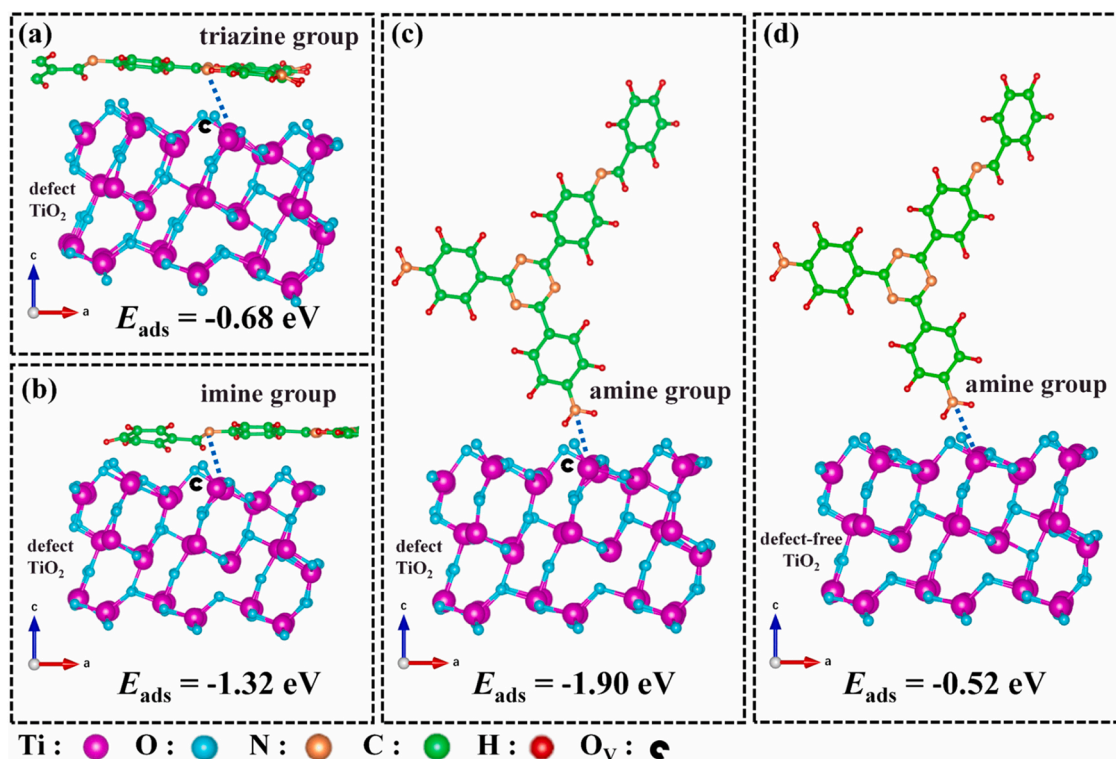 (a)
triazine group
defect
TiO2
c
a
Eads = -0.68 eV
(b)
imine group
defect
TiO2
c
a
Eads = -1.32 eV
(c)
amine group
defect
TiO2
c
a
Eads = -1.90 eV
(d)
amine group
defect-free
TiO2
c
a
Eads = -0.52 eV
Ti : O : N : C : H : OV :